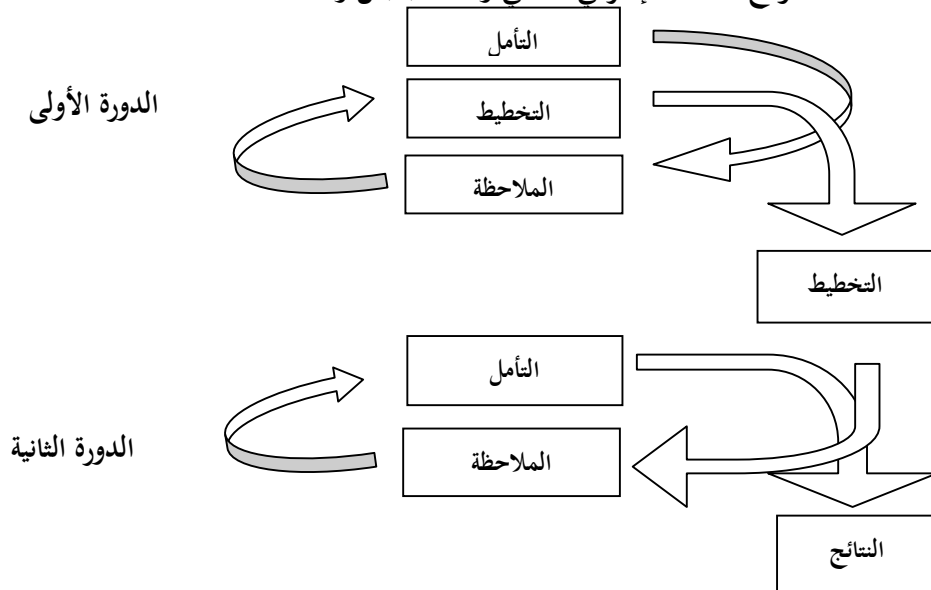 التأمل
الدورة الأولى
التخطيط
الملاحظة
التخطيط
التأمل
الدورة الثانية
الملاحظة
النتائج